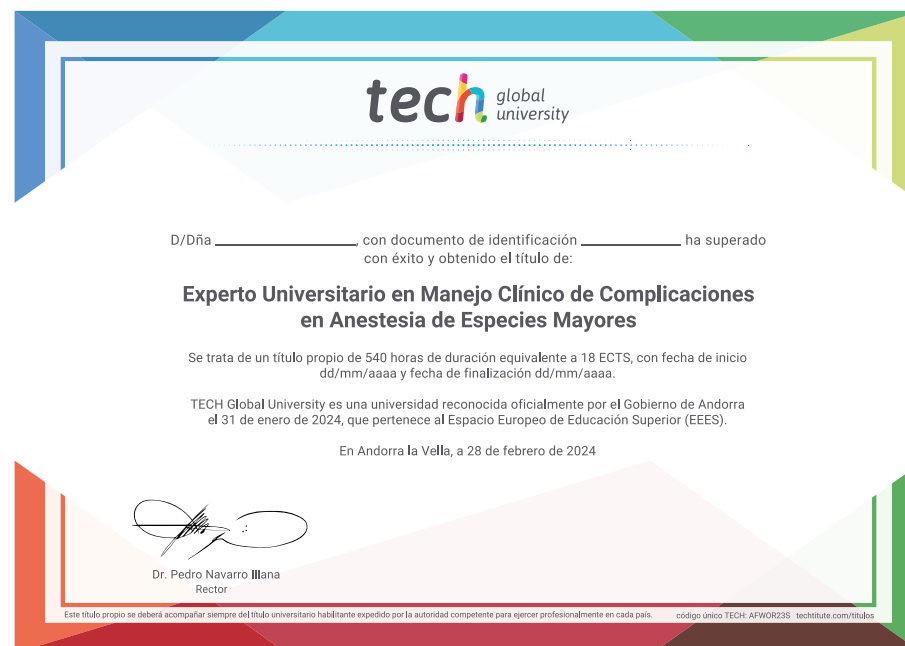 tech global university
D/Dña ____________________, con documento de identificación ______________ ha superado
con éxito y obtenido el título de:
Experto Universitario en Manejo Clínico de Complicaciones
en Anestesia de Especies Mayores
Se trata de un título propio de 540 horas de duración equivalente a 18 ECTS, con fecha de inicio
dd/mm/aaaa y fecha de finalización dd/mm/aaaa.
TECH Global University es una universidad reconocida oficialmente por el Gobierno de Andorra
el 31 de enero de 2024, que pertenece al Espacio Europeo de Educación Superior (EEES).
En Andorra la Vella, a 28 de febrero de 2024
Dr. Pedro Navarro Illana
Rector
Este título propio se deberá acompañar siempre del título universitario habilitante expedido por la autoridad competente para ejercer profesionalmente en cada país. código único TECH: AFWOR23S techtitute.com/titulos